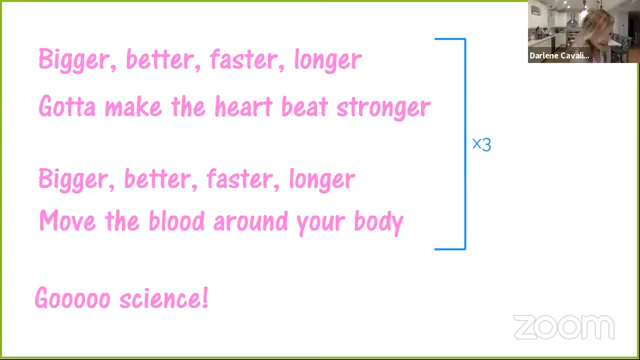 Bigger, better, faster, longer
Gotta make the heart beat stronger
Bigger, better, faster, longer
Move the blood around your body
x3
Gooooo science!
Darlene Cavali...
zoom